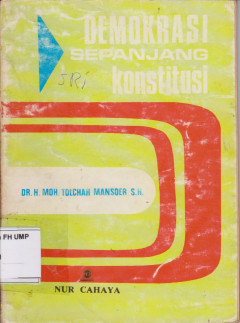 DEMOKRASI
SEPANJANG
konstitusi
SRi
DR. H. MOH TOLCHAH MANSOER S.H.
FH UMP
NUR CAHAYA